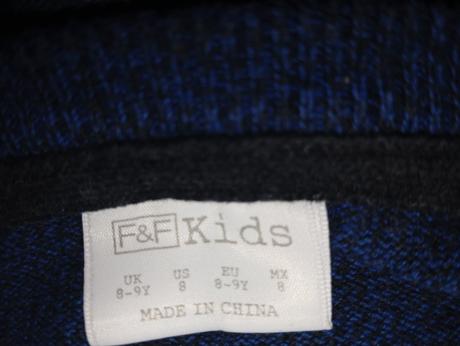 F&F Kids
UK US EU MX
8-9Y 8 8-9Y 8
MADE IN CHINA